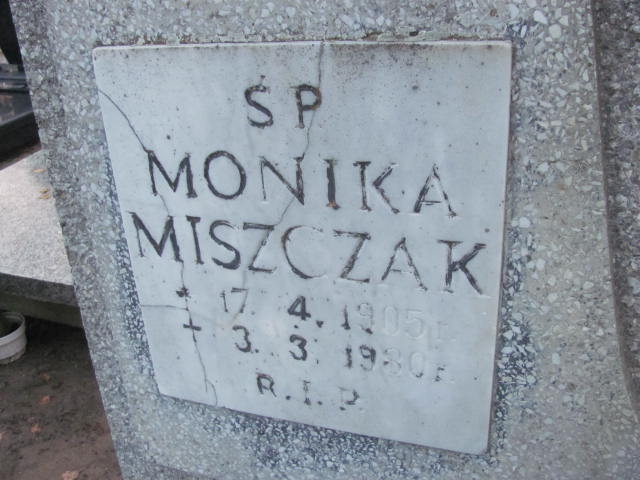 ŚP
MONIKA
MISZCZAK
* 17. 4. 1905 r.
+ 3. 3. 1980 r.
R. I. P.